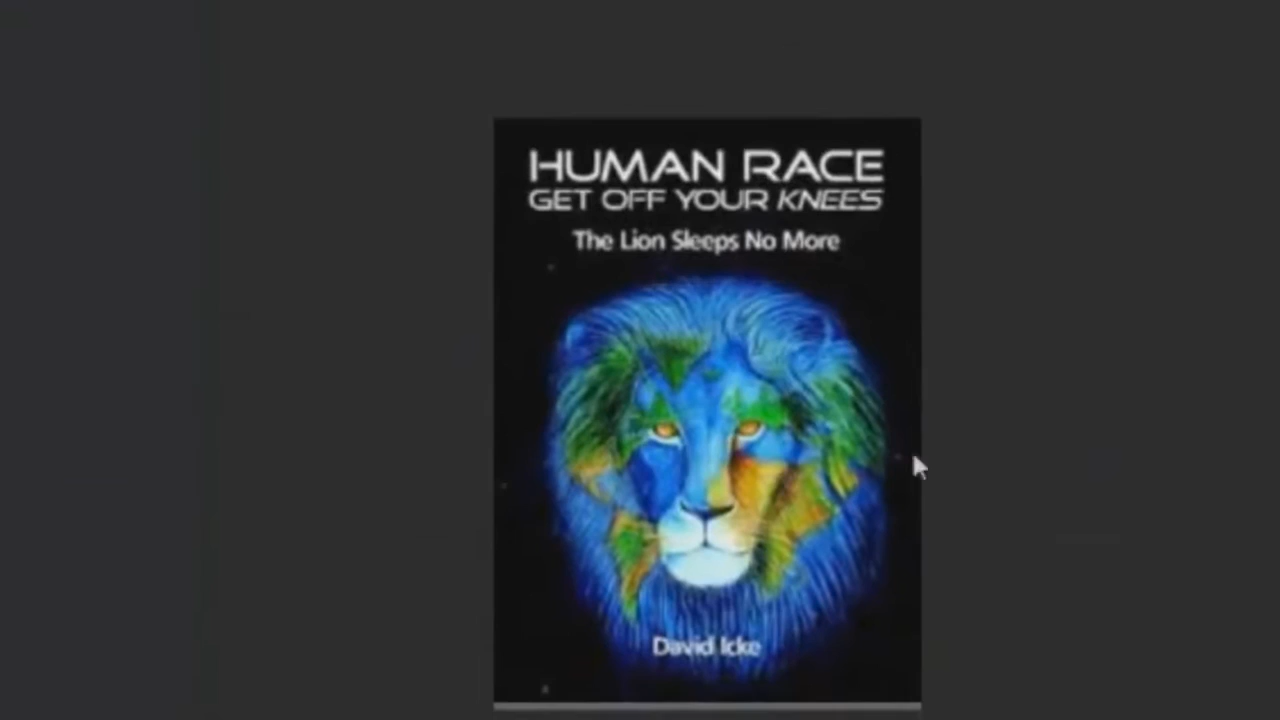 HUMAN RACE
GET OFF YOUR KNEES
The Lion Sleeps No More
David Icke